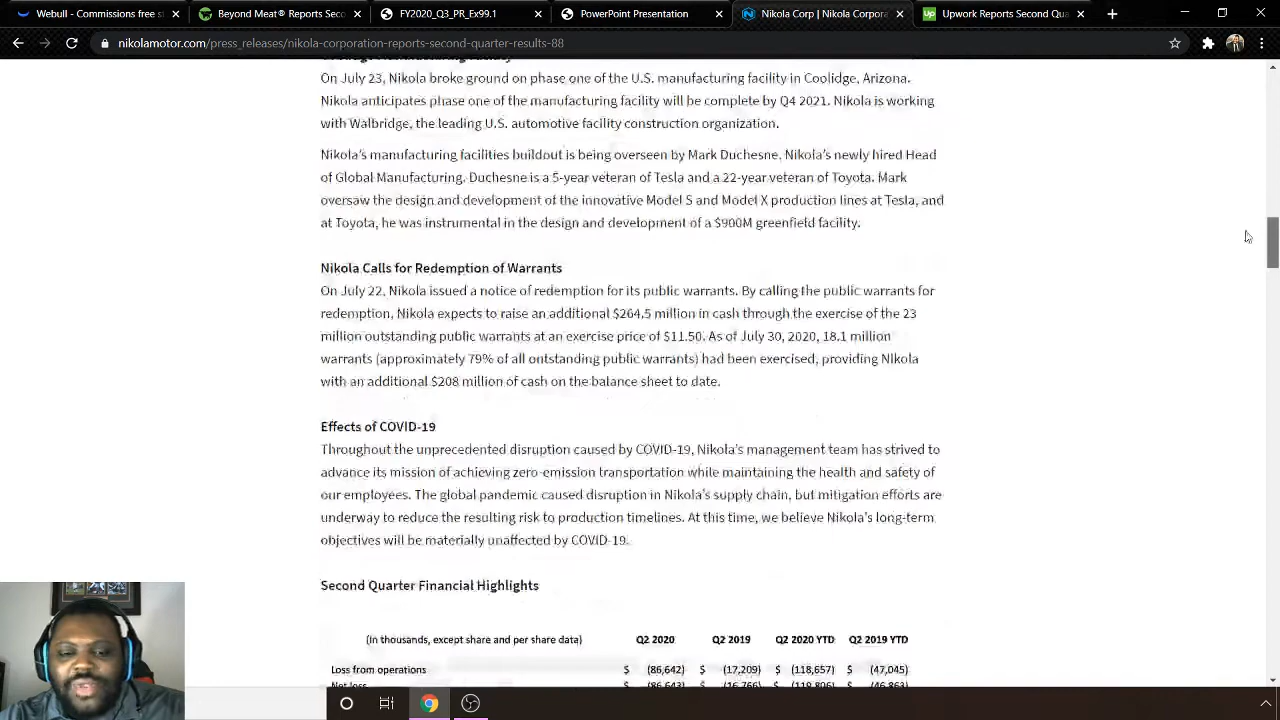 Webull - Commissions free s
Beyond Meat® Reports Seco
FY2020_Q3_PR_Ex99.1
PowerPoint Presentation
Nikola Corp | Nikola Corpora
Upwork Reports Second Qua
nikolamotor.com/press_releases/nikola-corporation-reports-second-quarter-results-88
On July 23, Nikola broke ground on phase one of the U.S. manufacturing facility in Coolidge, Arizona.
Nikola anticipates phase one of the manufacturing facility will be complete by Q4 2021. Nikola is working
with Walbridge, the leading U.S. automotive facility construction organization.
Nikola's manufacturing facilities buildout is being overseen by Mark Duchesne, Nikola's newly hired Head
of Global Manufacturing. Duchesne is a 5-year veteran of Tesla and a 22-year veteran of Toyota. Mark
oversaw the design and development of the innovative Model S and Model X production lines at Tesla, and
at Toyota, he was instrumental in the design and development of a $900M greenfield facility.
Nikola Calls for Redemption of Warrants
On July 22, Nikola issued a notice of redemption for its public warrants. By calling the public warrants for
redemption, Nikola expects to raise an additional $264.5 million in cash through the exercise of the 23
million outstanding public warrants at an exercise price of $11.50. As of July 30, 2020, 18.1 million
warrants (approximately 79% of all outstanding public warrants) had been exercised, providing Nikola
with an additional $208 million of cash on the balance sheet to date.
Effects of COVID-19
Throughout the unprecedented disruption caused by COVID-19, Nikola's management team has strived to
advance its mission of achieving zero-emission transportation while maintaining the health and safety of
our employees. The global pandemic caused disruption in Nikola's supply chain, but mitigation efforts are
underway to reduce the resulting risk to production timelines. At this time, we believe Nikola's long-term
objectives will be materially unaffected by COVID-19.
Second Quarter Financial Highlights
(In thousands, except share and per share data) Q2 2020 Q2 2019 Q2 2020 YTD Q2 2019 YTD
Loss from operations $ (86,642) $ (17,209) $ (118,657) $ (47,045)
Net loss $ (86,643) $ (16,766) $ (119,806) $ (46,863)